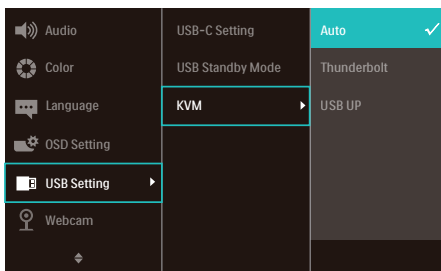 Audio
Color
Language
OSD Setting
USB Setting
Webcam
USB-C Setting
USB Standby Mode
KVM
Auto
Thunderbolt
USB UP